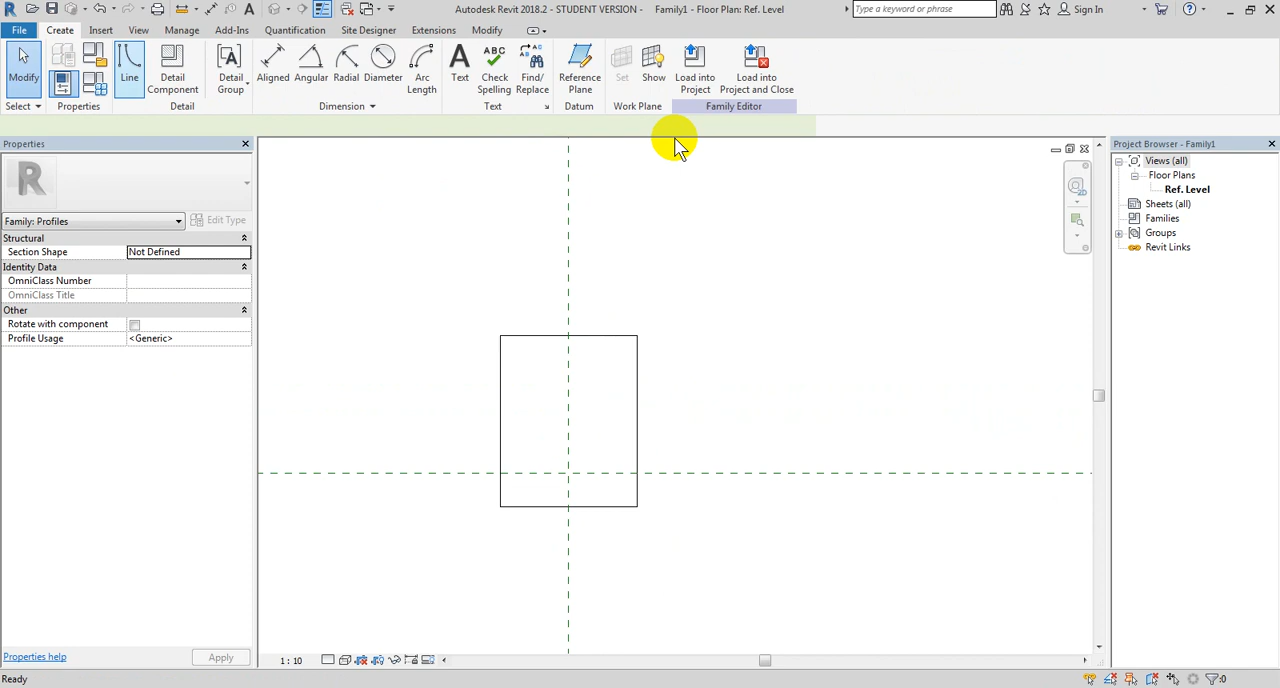 Autodesk Revit 2018.2 - STUDENT VERSION - Family1 - Floor Plan: Ref. Level
Type a keyword or phrase
Sign In
File Create Insert View Manage Add-Ins Quantification Site Designer Extensions Modify
Modify
Line
Detail Component
Detail Group
Aligned
Angular
Radial
Diameter
Arc Length
Text
ABC
Check Spelling
Find/ Replace
Reference Plane
Set
Show
Load into Project
Load into Project and Close
Select Properties Detail Dimension Text Datum Work Plane Family Editor
Properties
Project Browser - Family1
R
Family: Profiles
Edit Type
Structural
Section Shape Not Defined
Identity Data
OmniClass Number
OmniClass Title
Other
Rotate with component
Profile Usage <Generic>
Views (all)
Floor Plans
Ref. Level
Sheets (all)
Families
Groups
Revit Links
2D
Properties help
Apply
1 : 10
Ready
:0